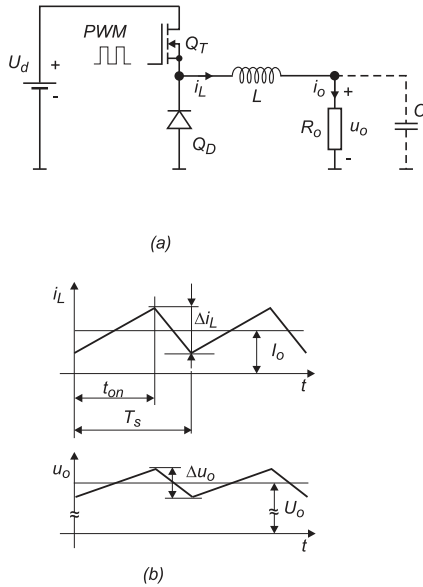 PWM
Q_T
U_d
+
-
i_L
L
i_o
+
C
Q_D
R_o
u_o
-
(a)
i_L
Δi_L
I_o
t
t_on
T_s
u_o
Δu_o
≈
≈
U_o
t
(b)